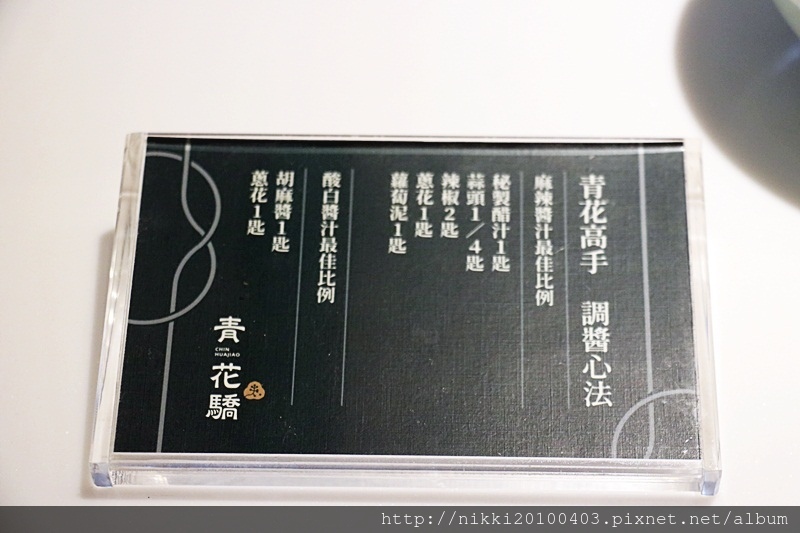 青花高手　調醬心法
麻辣醬汁最佳比例
秘製醋汁1匙
蒜頭1／4匙
辣椒2匙
蔥花1匙
蘿蔔泥1匙
酸白醬汁最佳比例
胡麻醬1匙
蔥花1匙
青花驕
CHIN
HUAJIAO
http://nikki20100403.pixnet.net/album